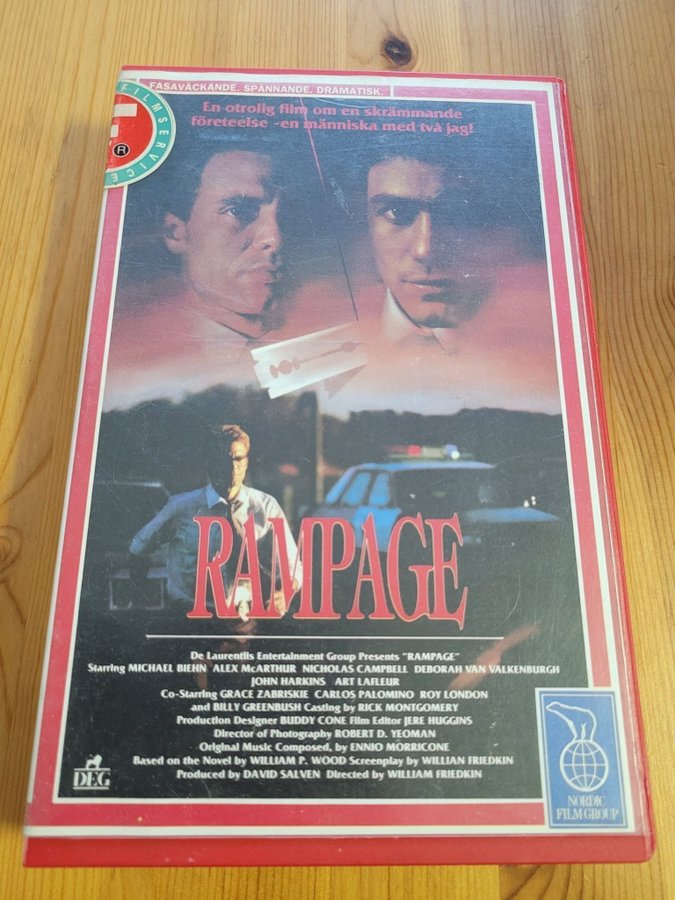 FILMSERVICE
F
®
FASAVÄCKANDE. SPÄNNANDE. DRAMATISK.
En otrolig film om en skrämmande
företeelse -en människa med två jag!
RAMPAGE
De Laurentiis Entertainment Group Presents "RAMPAGE"
Starring MICHAEL BIEHN ALEX McARTHUR NICHOLAS CAMPBELL DEBORAH VAN VALKENBURGH
JOHN HARKINS ART LAFLEUR
Co-Starring GRACE ZABRISKIE CARLOS PALOMINO ROY LONDON
and BILLY GREENBUSH Casting by RICK MONTGOMERY
Production Designer BUDDY CONE Film Editor JERE HUGGINS
Director of Photography ROBERT D. YEOMAN
Original Music Composed, by ENNIO MORRICONE
Based on the Novel by WILLIAM P. WOOD Screenplay by WILLIAN FRIEDKIN
Produced by DAVID SALVEN Directed by WILLIAM FRIEDKIN
DEG
NORDIC
FILM GROUP